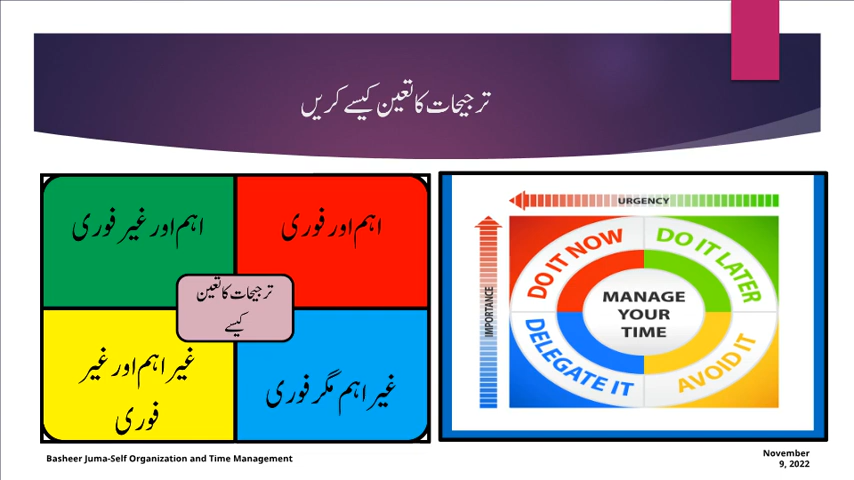 ترجیحات کا تعین کیسے کریں
اہم اور فوری
اہم اور غیر فوری
ترجیحات کا تعین
کیسے
غیر اہم مگر فوری
غیر اہم اور غیر
فوری
URGENCY
IMPORTANCE
DO IT NOW
DO IT LATER
MANAGE
YOUR
TIME
DELEGATE IT
AVOID IT
Basheer Juma-Self Organization and Time Management
November
9, 2022